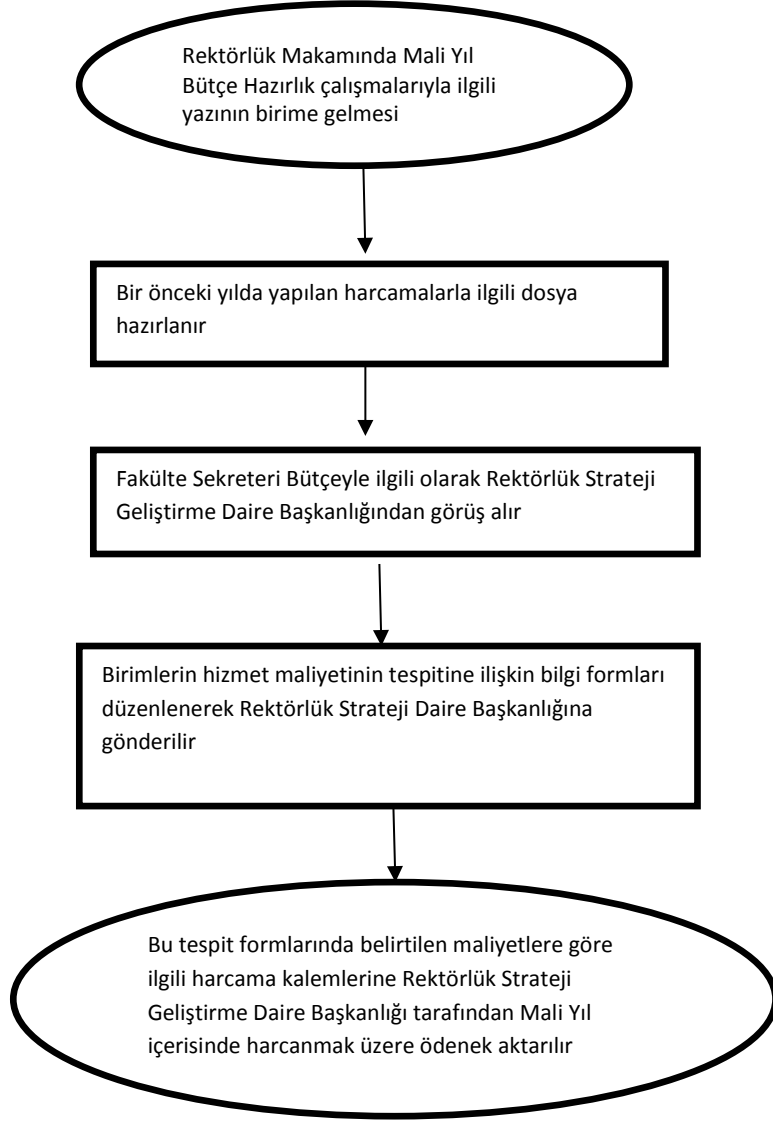 Rektörlük Makamında Mali Yıl
Bütçe Hazırlık çalışmalarıyla ilgili
yazının birime gelmesi
Bir önceki yılda yapılan harcamalarla ilgili dosya
hazırlanır
Fakülte Sekreteri Bütçeyle ilgili olarak Rektörlük Strateji
Geliştirme Daire Başkanlığından görüş alır
Birimlerin hizmet maliyetinin tespitine ilişkin bilgi formları
düzenlenerek Rektörlük Strateji Daire Başkanlığına
gönderilir
Bu tespit formlarında belirtilen maliyetlere göre
ilgili harcama kalemlerine Rektörlük Strateji
Geliştirme Daire Başkanlığı tarafından Mali Yıl
içerisinde harcanmak üzere ödenek aktarılır